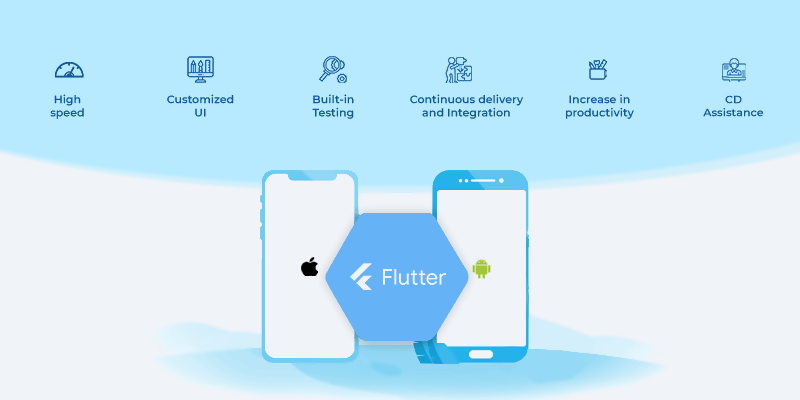 High
speed
Customized
UI
Built-in
Testing
Continuous delivery
and Integration
Increase in
productivity
CD
Assistance
Flutter